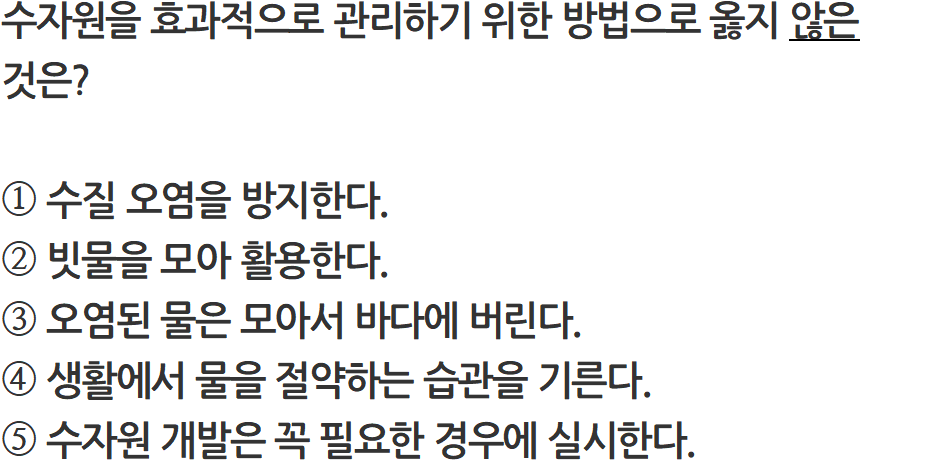 수자원을 효과적으로 관리하기 위한 방법으로 옳지 않은
것은?
① 수질 오염을 방지한다.
② 빗물을 모아 활용한다.
③ 오염된 물은 모아서 바다에 버린다.
④ 생활에서 물을 절약하는 습관을 기른다.
⑤ 수자원 개발은 꼭 필요한 경우에 실시한다.